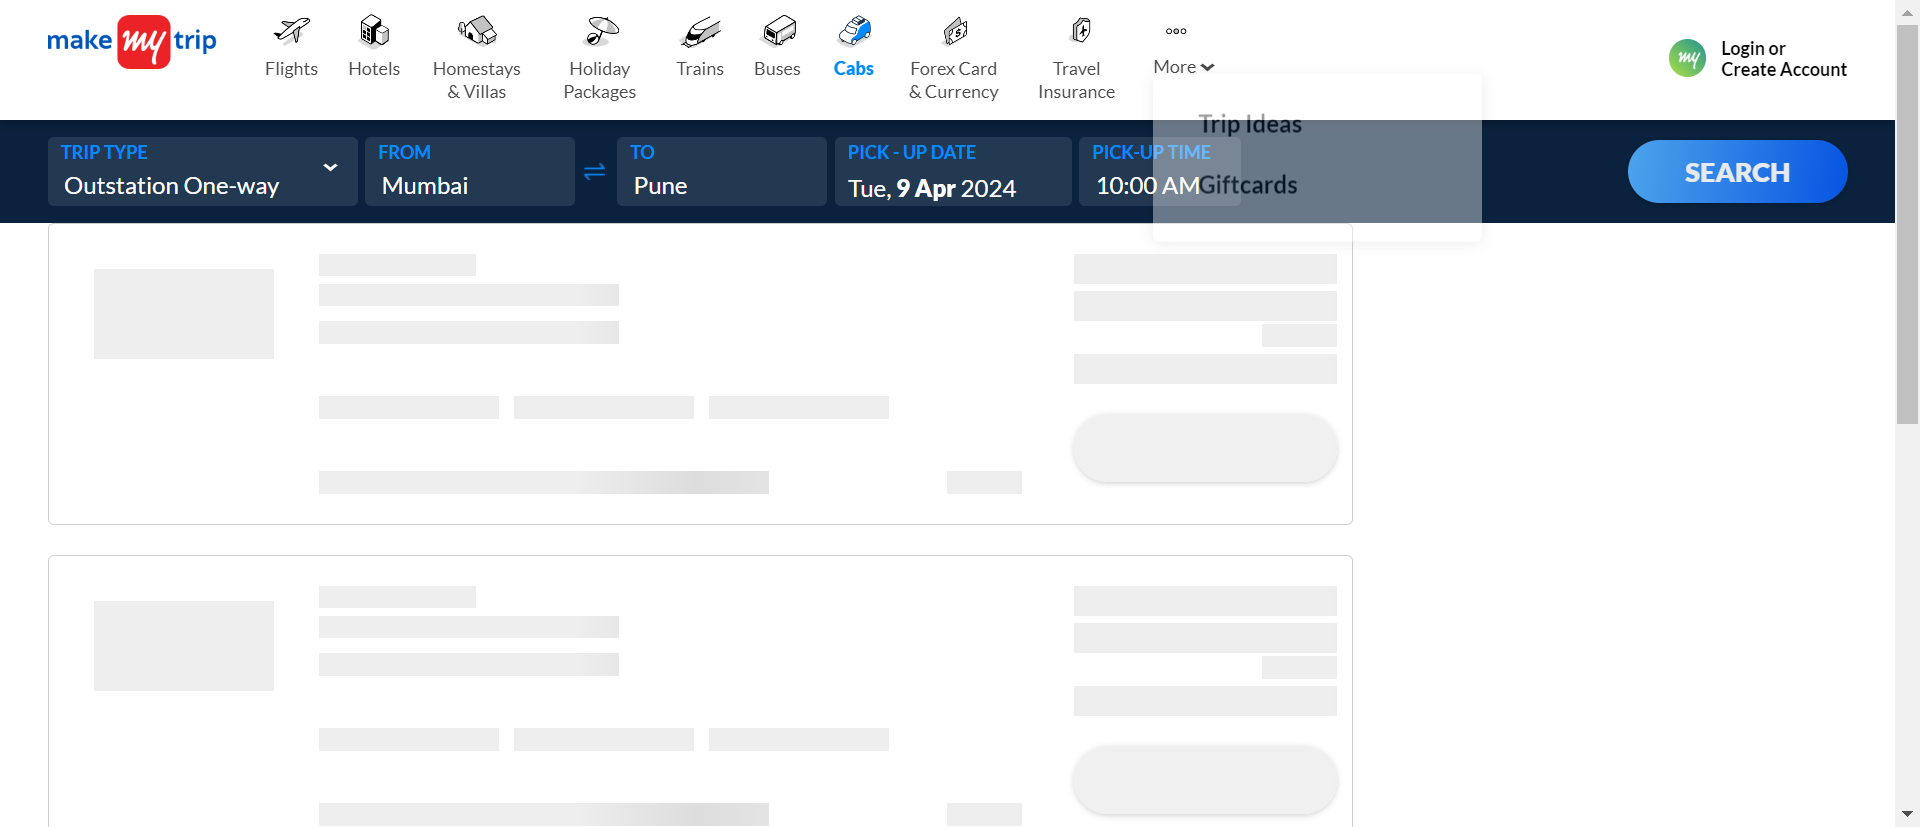 make my trip
Flights
Hotels
Homestays
& Villas
Holiday
Packages
Trains
Buses
Cabs
Forex Card
& Currency
Travel
Insurance
More
my
Login or
Create Account
Trip Ideas
Giftcards
TRIP TYPE
Outstation One-way
FROM
Mumbai
TO
Pune
PICK - UP DATE
Tue, 9 Apr 2024
PICK-UP TIME
10:00 AM
SEARCH